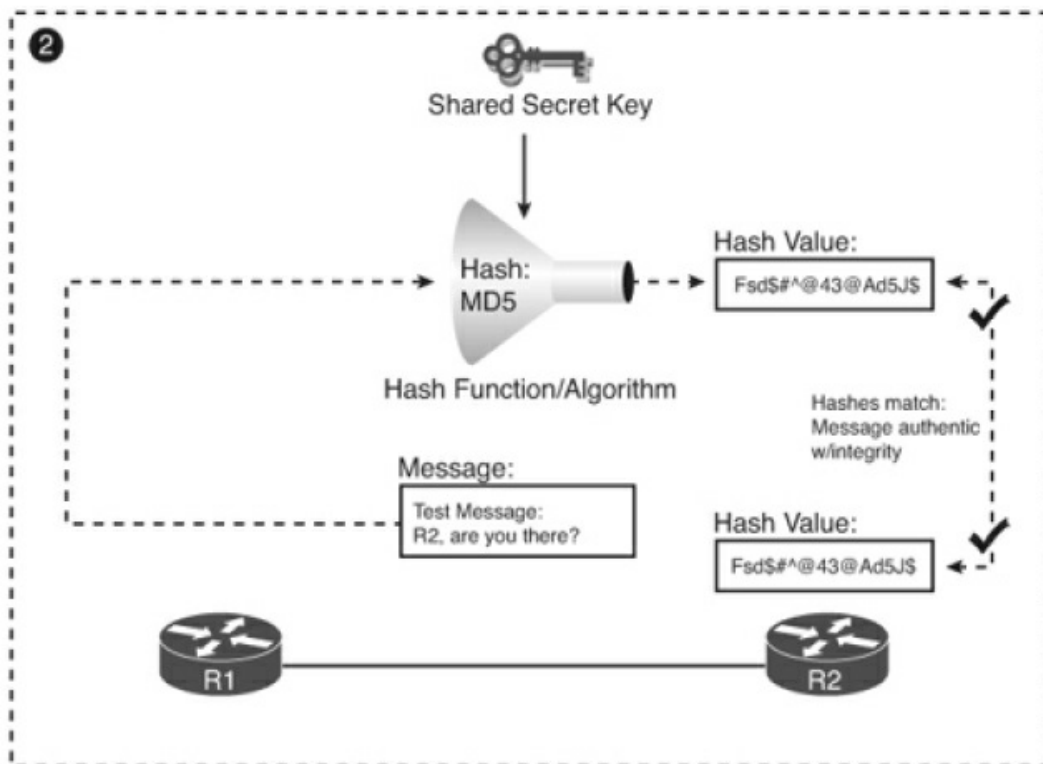 2
Shared Secret Key
Hash:
MD5
Hash Value:
Fsd$#^@43@Ad5J$
Hash Function/Algorithm
Hashes match:
Message authentic
w/integrity
Message:
Test Message:
R2, are you there?
Hash Value:
Fsd$#^@43@Ad5J$
R1
R2